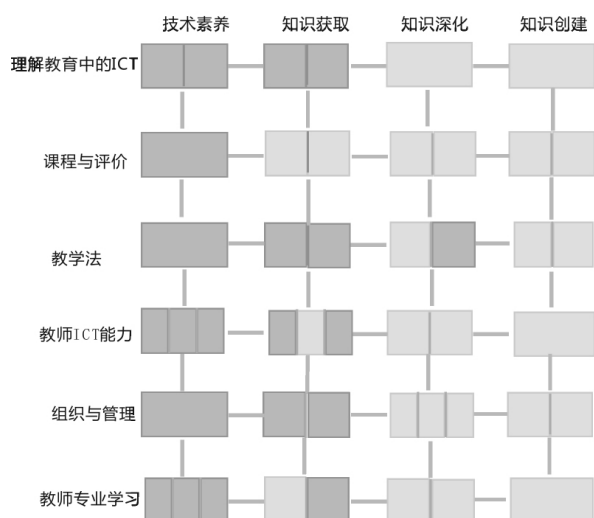 技术素养 知识获取 知识深化 知识创建
理解教育中的ICT
课程与评价
教学法
教师ICT能力
组织与管理
教师专业学习